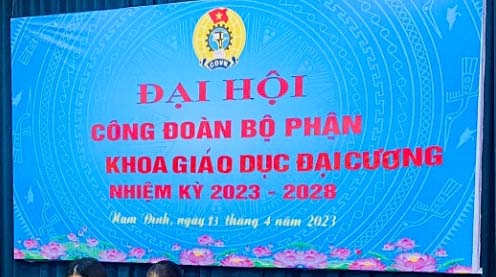 CĐVN
ĐẠI HỘI
CÔNG ĐOÀN BỘ PHẬN
KHOA GIÁO DỤC ĐẠI CƯƠNG
NHIỆM KỲ 2023 - 2028
Nam Định, ngày 13 tháng 4 năm 2023